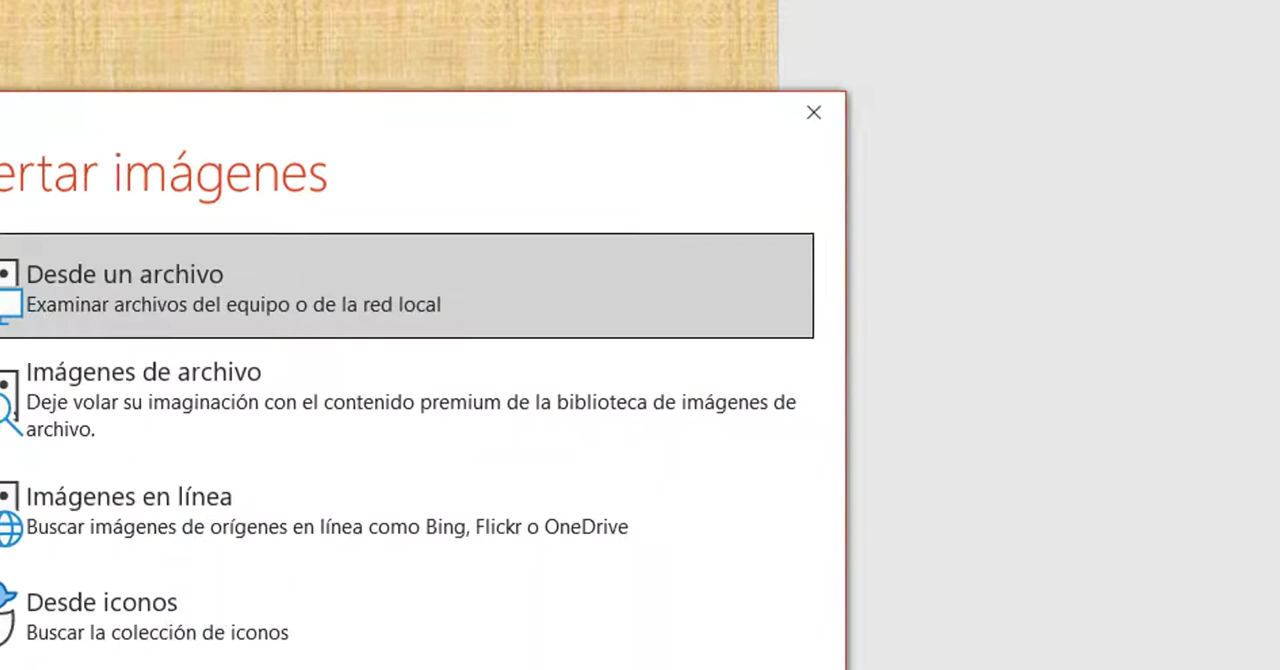 ertar imágenes
Desde un archivo
Examinar archivos del equipo o de la red local
Imágenes de archivo
Deje volar su imaginación con el contenido premium de la biblioteca de imágenes de
archivo.
Imágenes en línea
Buscar imágenes de orígenes en línea como Bing, Flickr o OneDrive
Desde iconos
Buscar la colección de iconos